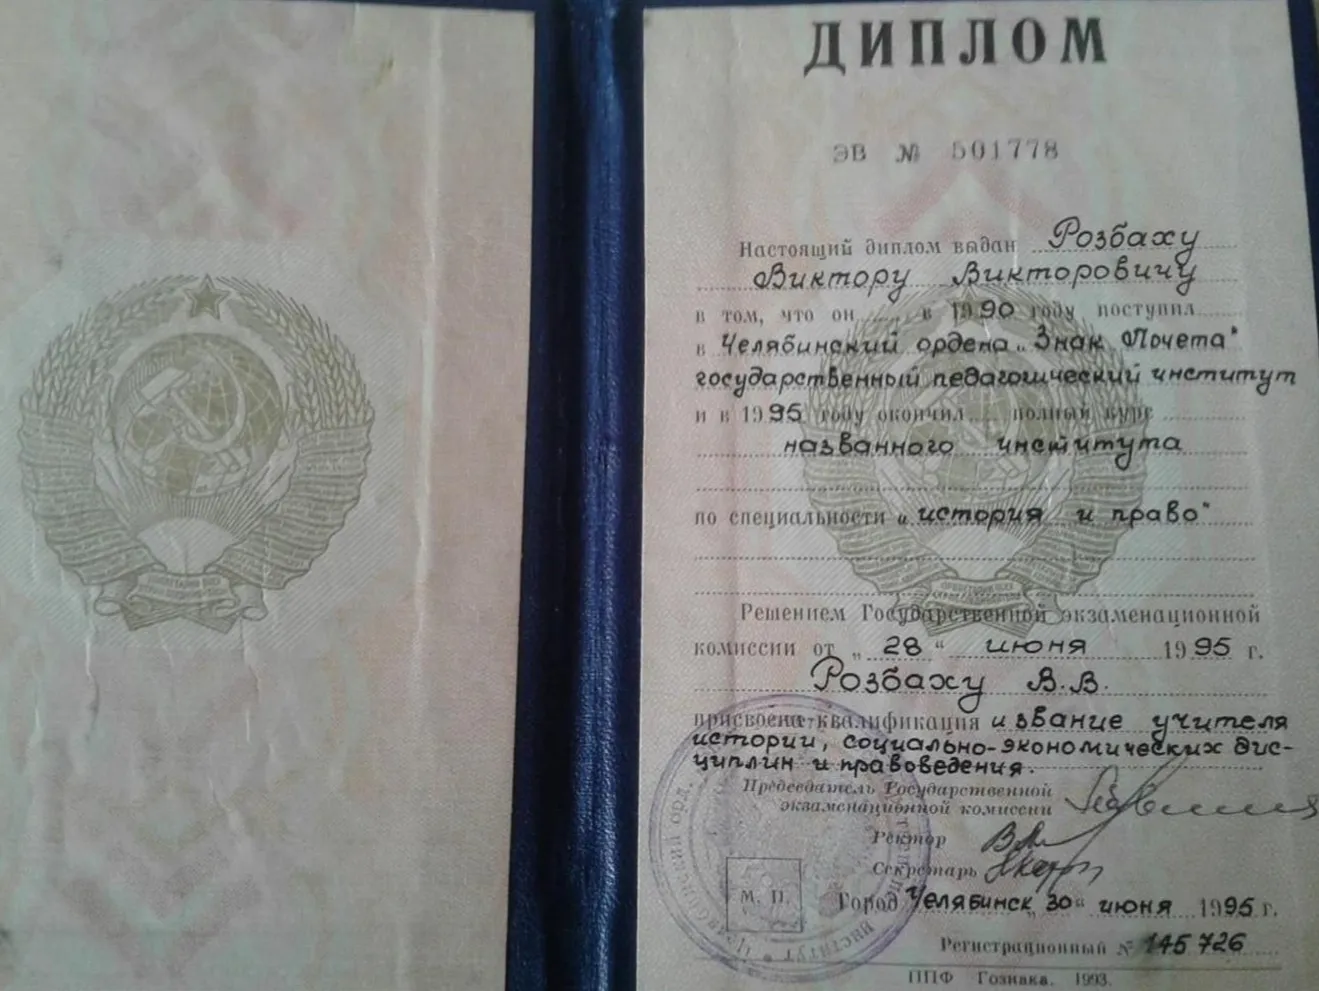 ДИПЛОМ
ЭВ № 501778
Настоящий диплом выдан Розбаху
Виктору Викторовичу
в том, что он в 1990 году поступил
в Челябинский ордена „Знак Почета"
государственный педагогический институт
и в 1995 году окончил полный курс
названного института
по специальности „история и право"
Решением Государственной экзаменационной
комиссии от „28" июня 1995 г.
Розбаху В.В.
присвоена квалификация и звание учителя
истории, социально-экономических дис-
циплин и правоведения.
Председатель Государственной
экзаменационной комиссии
Ректор
Секретарь
М. П.
Город Челябинск „30" июня 1995 г.
Регистрационный № 145726
ППФ Гознака. 1993.